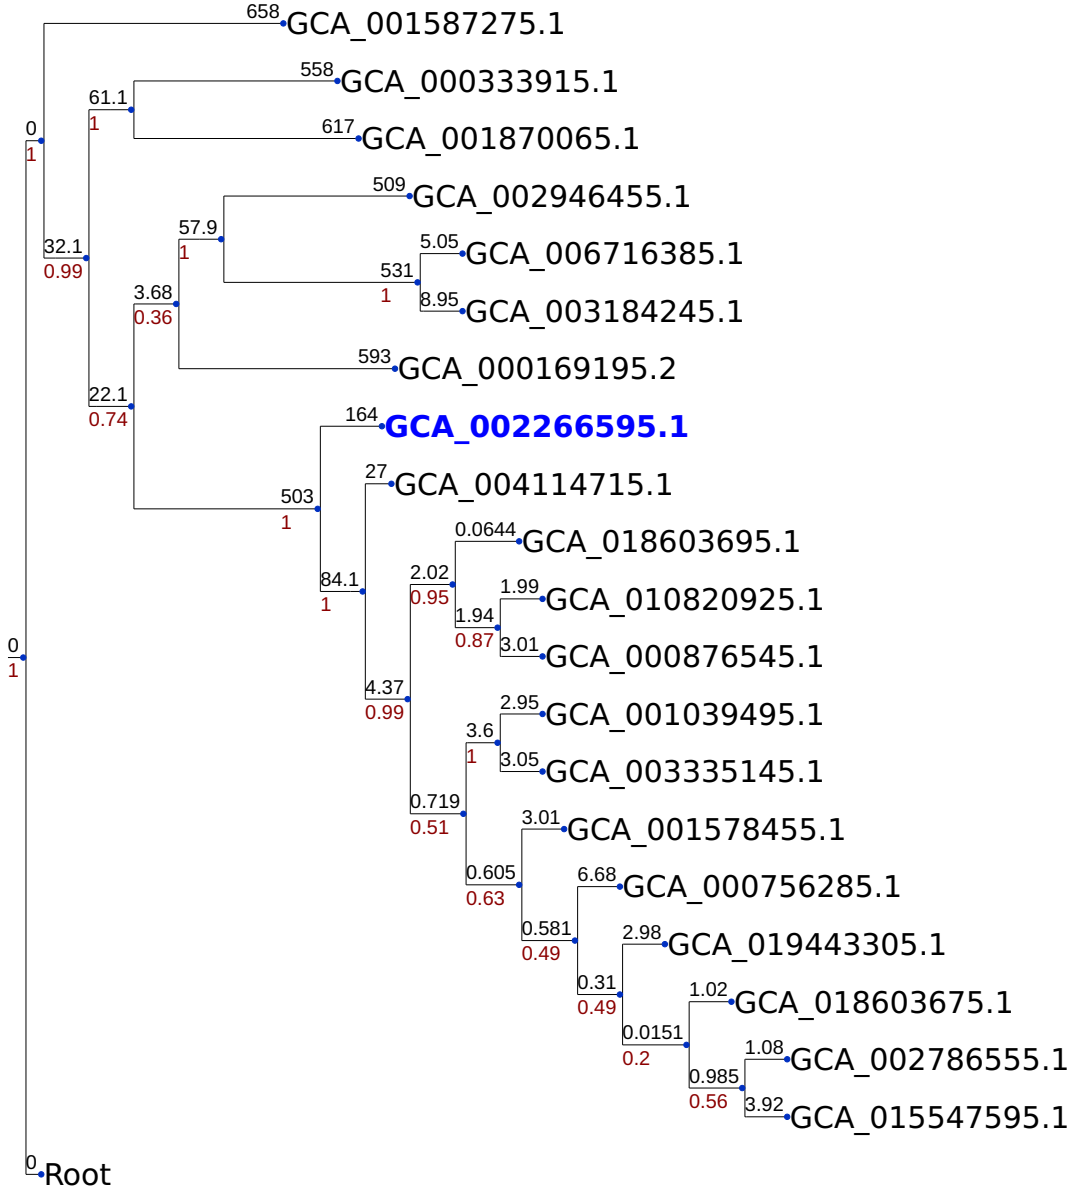 658
GCA_001587275.1
558
GCA_000333915.1
61.1
1
617
GCA_001870065.1
0
1
509
GCA_002946455.1
57.9
1
32.1
0.99
5.05
GCA_006716385.1
531
1
8.95
GCA_003184245.1
3.68
0.36
593
GCA_000169195.2
22.1
0.74
164
GCA_002266595.1
27
GCA_004114715.1
503
1
0.0644
GCA_018603695.1
84.1
1
2.02
0.95
1.99
GCA_010820925.1
1.94
0.87
3.01
GCA_000876545.1
0
1
4.37
0.99
2.95
GCA_001039495.1
3.6
1
3.05
GCA_003335145.1
0.719
0.51
3.01
GCA_001578455.1
0.605
0.63
6.68
GCA_000756285.1
0.581
0.49
2.98
GCA_019443305.1
0.31
0.49
1.02
GCA_018603675.1
0.0151
0.2
1.08
GCA_002786555.1
0.985
0.56
3.92
GCA_015547595.1
0
Root